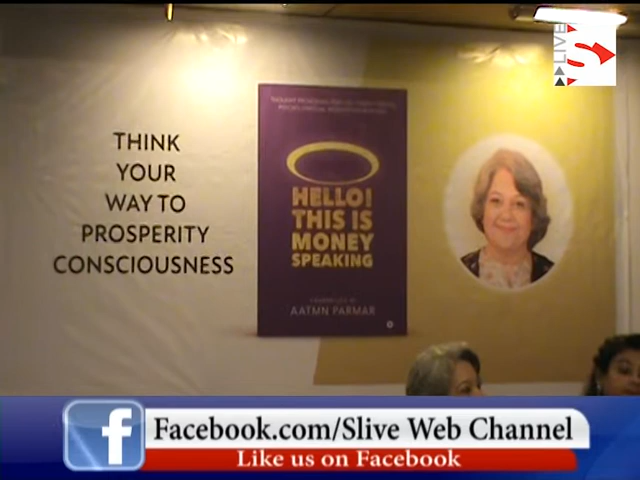 SLIVE
THINK
YOUR
WAY TO
PROSPERITY
CONSCIOUSNESS
HELLO!
THIS IS
MONEY
SPEAKING
AATMN PARMAR
f
Facebook.com/Slive Web Channel
Like us on Facebook